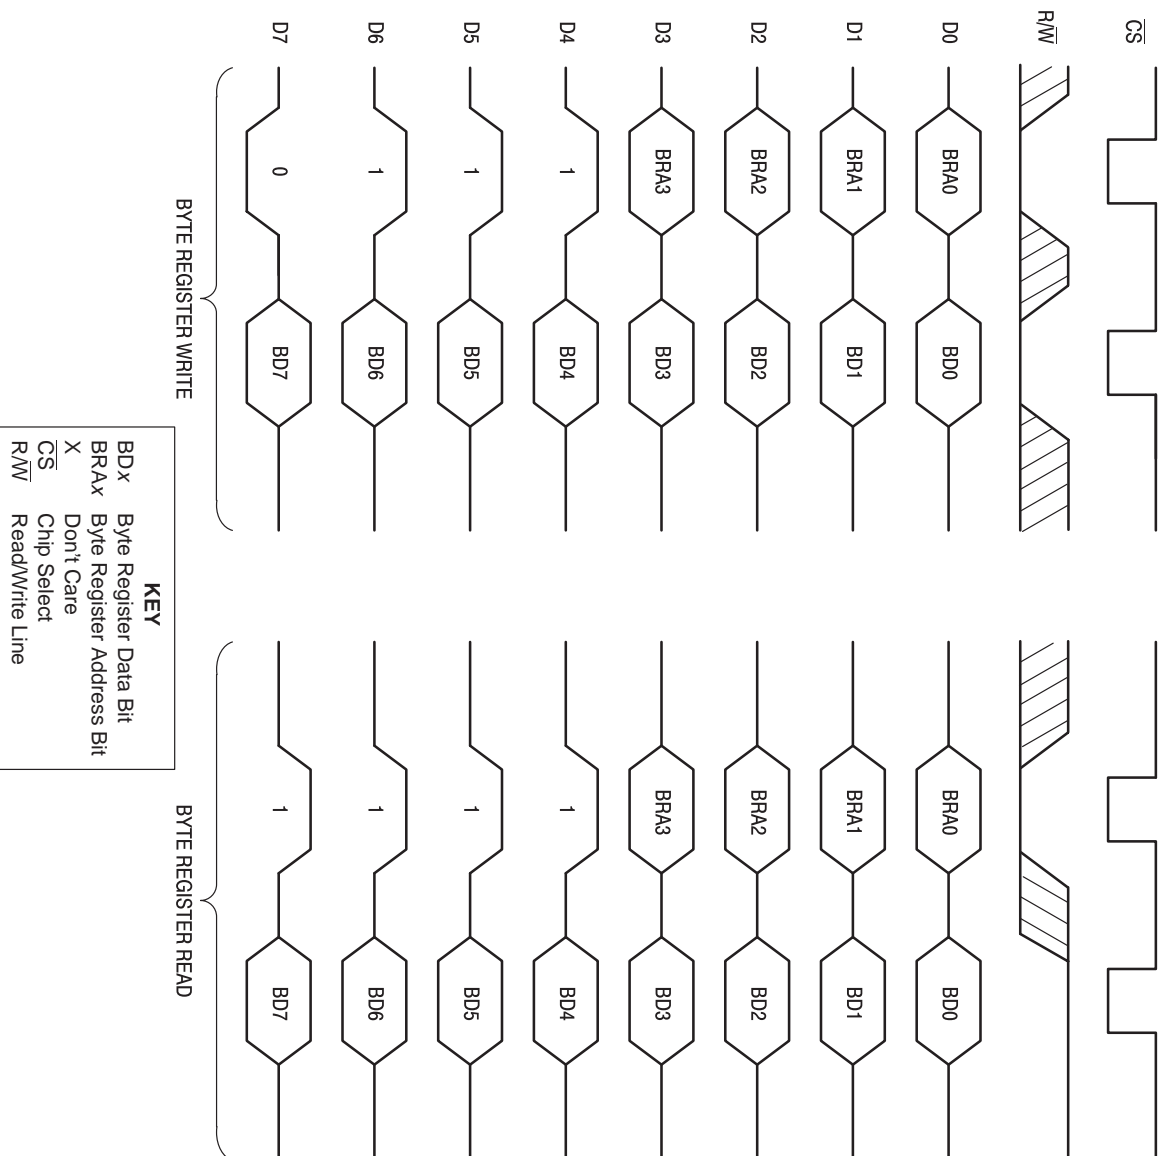 CS
R/W
D0
BRA0
BD0
BRA0
BD0
D1
BRA1
BD1
BRA1
BD1
D2
BRA2
BD2
BRA2
BD2
D3
BRA3
BD3
BRA3
BD3
D4
1
BD4
1
BD4
D5
1
BD5
1
BD5
D6
1
BD6
1
BD6
D7
0
BD7
1
BD7
BYTE REGISTER WRITE
BYTE REGISTER READ
KEY
BDx Byte Register Data Bit
BRAx Byte Register Address Bit
X Don't Care
CS Chip Select
R/W Read/Write Line